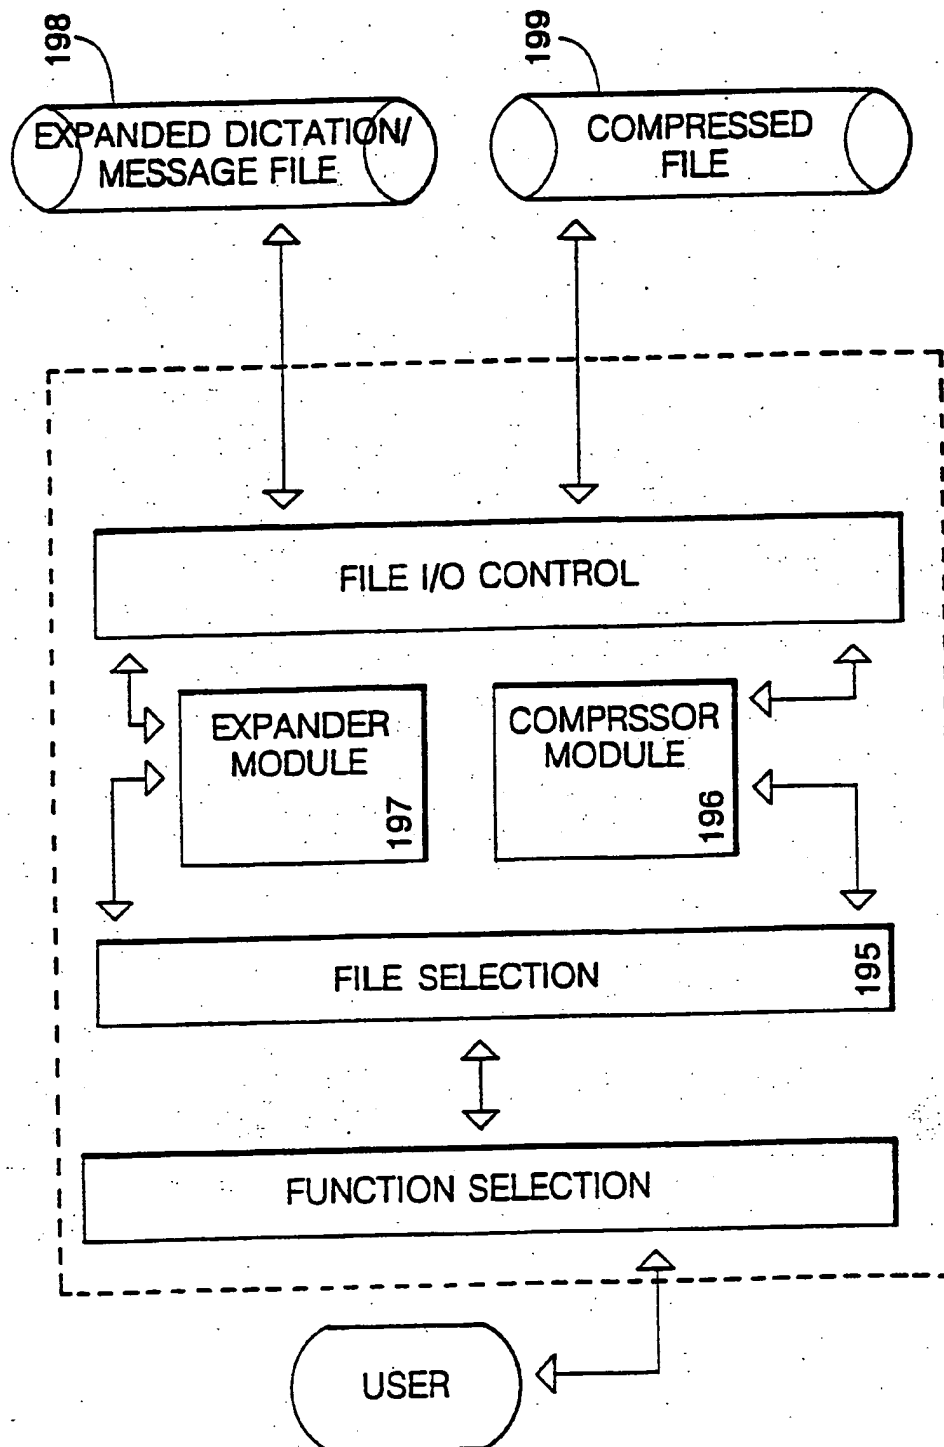 198
199
EXPANDED DICTATION/
MESSAGE FILE
COMPRESSED
FILE
FILE I/O CONTROL
EXPANDER
MODULE
197
COMPRSSOR
MODULE
196
FILE SELECTION
195
FUNCTION SELECTION
USER